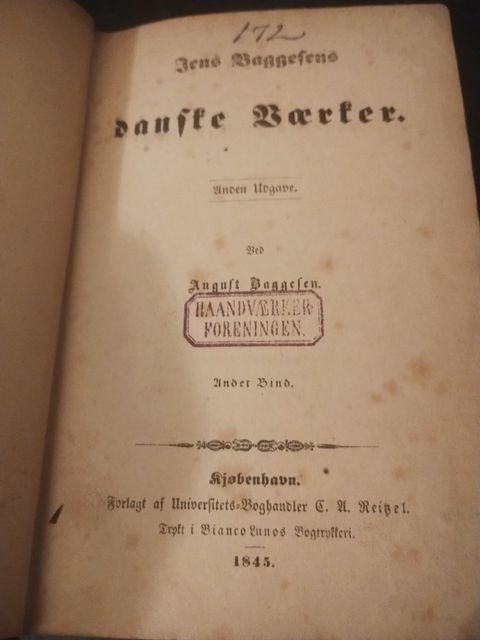 172
Jens Baggesens
danske Værker.
Anden Udgave.
Ved
August Baggesen.
HAANDVÆRKER-
FORENINGEN.
Andet Bind.
Kjøbenhavn.
Forlagt af Universitets-Boghandler C. A. Reitzel.
Trykt i Bianco Lunos Bogtrykkeri.
1845.